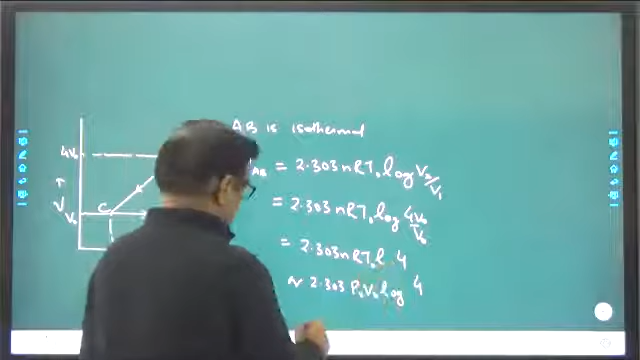 AB is isothermal
4V₀
AB = 2.303 nRT₀ log V₂/V₁
C
V
V₀
= 2.303 nRT₀ log 4V₀/V₀
= 2.303 nRT₀ l 4
~ 2.303 P₀V₀ log 4